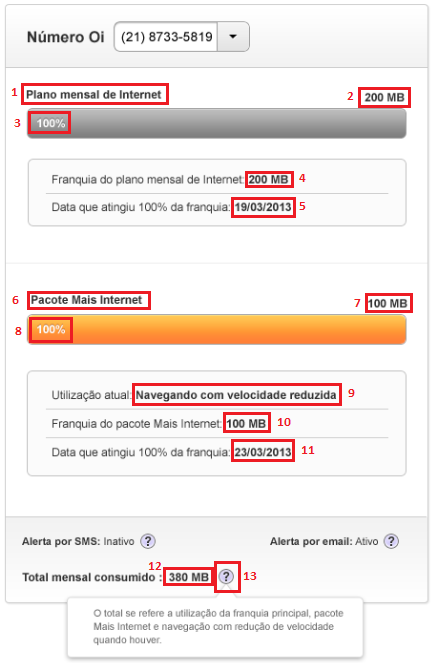 Número Oi (21) 8733-5819
1 Plano mensal de Internet 2 200 MB
3 100%
Franquia do plano mensal de Internet: 200 MB 4
Data que atingiu 100% da franquia: 19/03/2013 5
6 Pacote Mais Internet 7 100 MB
8 100%
Utilização atual: Navegando com velocidade reduzida 9
Franquia do pacote Mais Internet: 100 MB 10
Data que atingiu 100% da franquia: 23/03/2013 11
Alerta por SMS: Inativo ? Alerta por email: Ativo ?
12
Total mensal consumido : 380 MB ? 13
O total se refere a utilização da franquia principal, pacote
Mais Internet e navegação com redução de velocidade
quando houver.